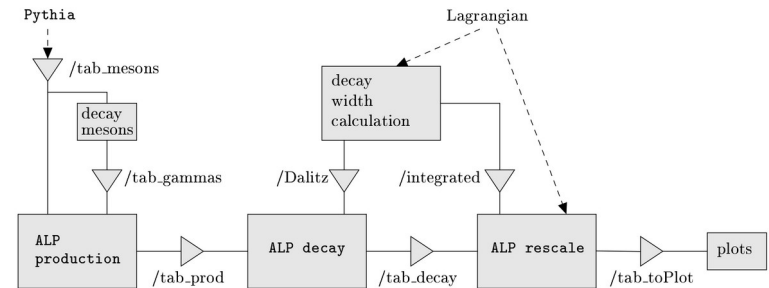 Pythia
Lagrangian
/tab_mesons
decay
width
calculation
decay
mesons
/tab_gammas
/Dalitz
/integrated
ALP
production
ALP decay
ALP rescale
plots
/tab_prod
/tab_decay
/tab_toPlot